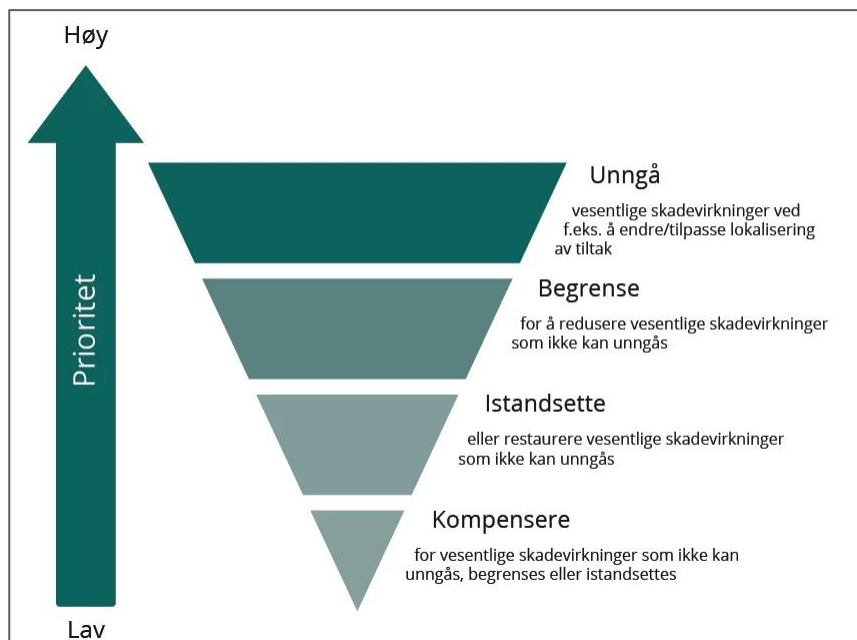 Høy
Prioritet
Unngå
vesentlige skadevirkninger ved
f.eks. å endre/tilpasse lokalisering
av tiltak
Begrense
for å redusere vesentlige skadevirkninger
som ikke kan unngås
Istandsette
eller restaurere vesentlige skadevirkninger
som ikke kan unngås
Kompensere
for vesentlige skadevirkninger som ikke kan
unngås, begrenses eller istandsettes
Lav